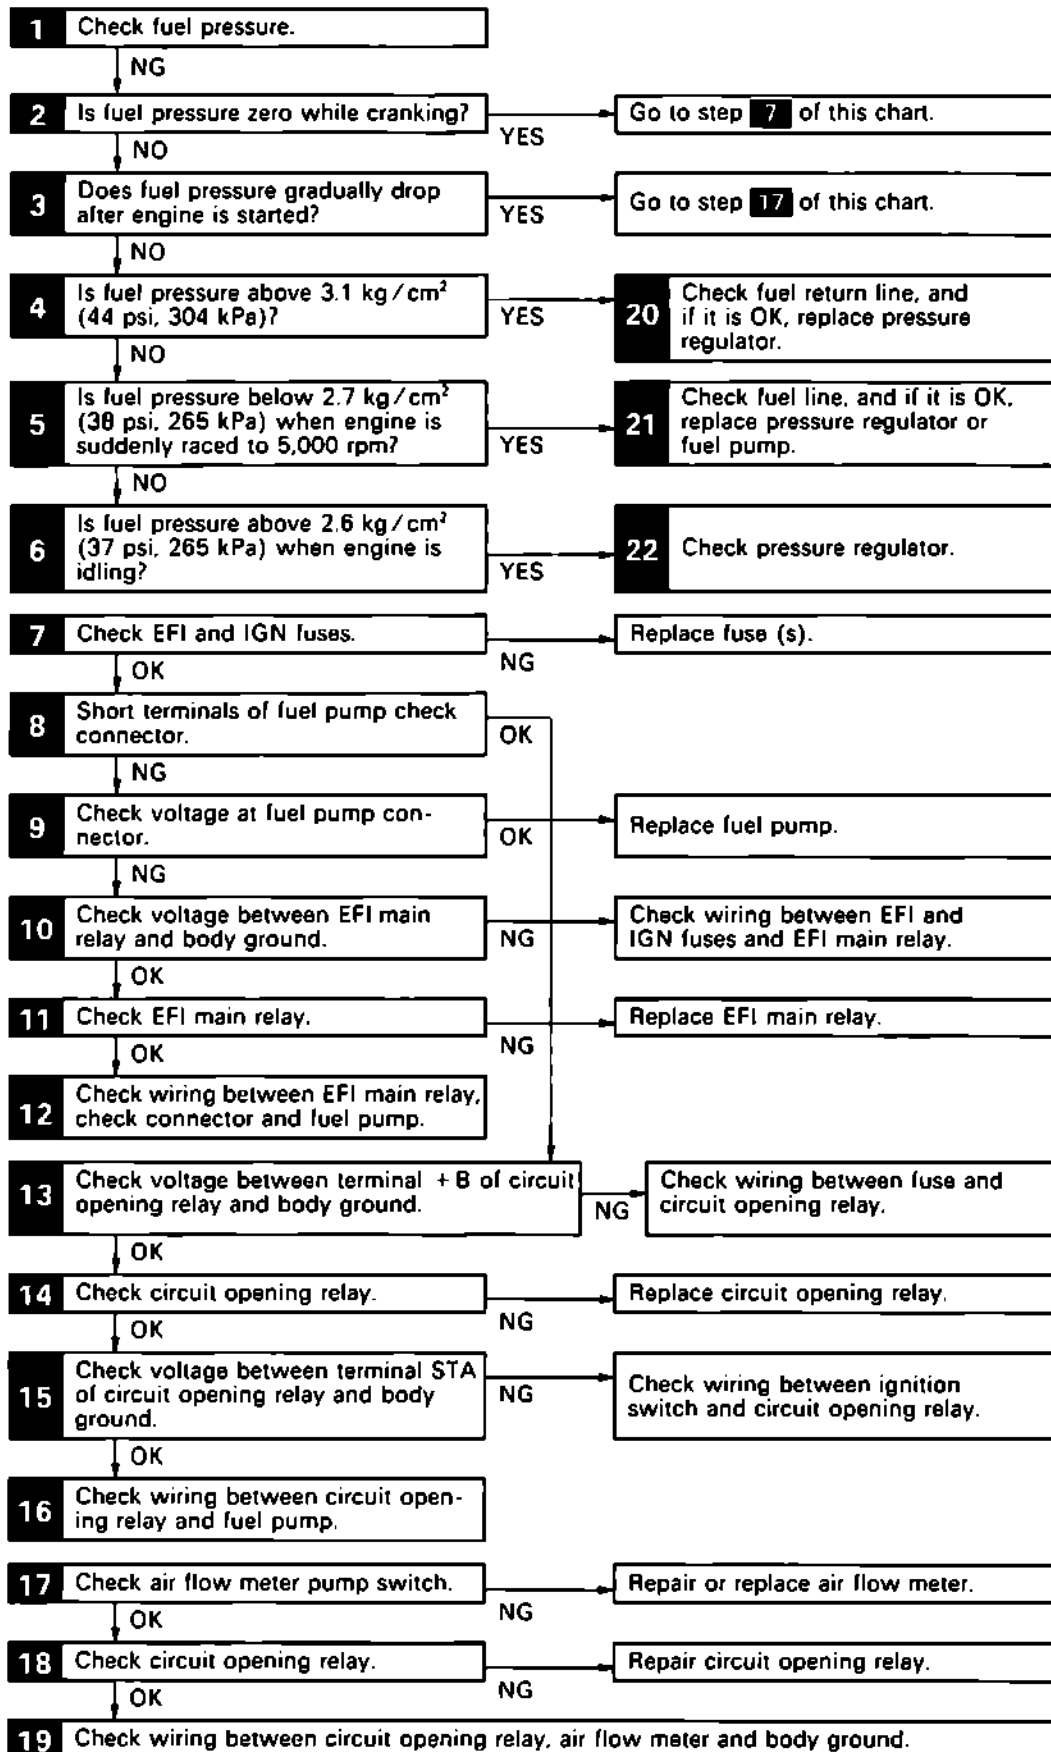 1 Check fuel pressure.
NG
2 Is fuel pressure zero while cranking?
YES
Go to step 7 of this chart.
NO
3 Does fuel pressure gradually drop
after engine is started?
YES
Go to step 17 of this chart.
NO
4 Is fuel pressure above 3.1 kg/cm²
(44 psi, 304 kPa)?
YES
20 Check fuel return line, and
if it is OK, replace pressure
regulator.
NO
5 Is fuel pressure below 2.7 kg/cm²
(38 psi, 265 kPa) when engine is
suddenly raced to 5,000 rpm?
YES
21 Check fuel line, and if it is OK,
replace pressure regulator or
fuel pump.
NO
6 Is fuel pressure above 2.6 kg/cm²
(37 psi, 265 kPa) when engine is
idling?
YES
22 Check pressure regulator.
7 Check EFI and IGN fuses.
NG
Replace fuse (s).
OK
8 Short terminals of fuel pump check
connector.
OK
NG
9 Check voltage at fuel pump con-
nector.
OK
Replace fuel pump.
NG
10 Check voltage between EFI main
relay and body ground.
NG
Check wiring between EFI and
IGN fuses and EFI main relay.
OK
11 Check EFI main relay.
NG
Replace EFI main relay.
OK
12 Check wiring between EFI main relay,
check connector and fuel pump.
13 Check voltage between terminal +B of circuit
opening relay and body ground.
NG
Check wiring between fuse and
circuit opening relay.
OK
14 Check circuit opening relay.
NG
Replace circuit opening relay.
OK
15 Check voltage between terminal STA
of circuit opening relay and body
ground.
NG
Check wiring between ignition
switch and circuit opening relay.
OK
16 Check wiring between circuit open-
ing relay and fuel pump.
17 Check air flow meter pump switch.
NG
Repair or replace air flow meter.
OK
18 Check circuit opening relay.
NG
Repair circuit opening relay.
OK
19 Check wiring between circuit opening relay, air flow meter and body ground.